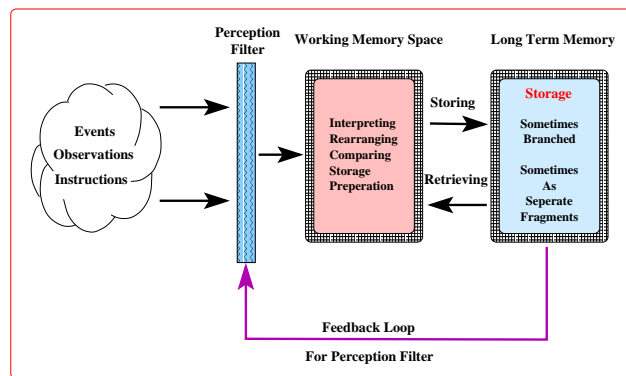 Perception
Filter
Working Memory Space
Long Term Memory
Events
Observations
Instructions
Interpreting
Rearranging
Comparing
Storage
Preperation
Storing
Retrieving
Storage
Sometimes
Branched
Sometimes
As
Seperate
Fragments
Feedback Loop
For Perception Filter